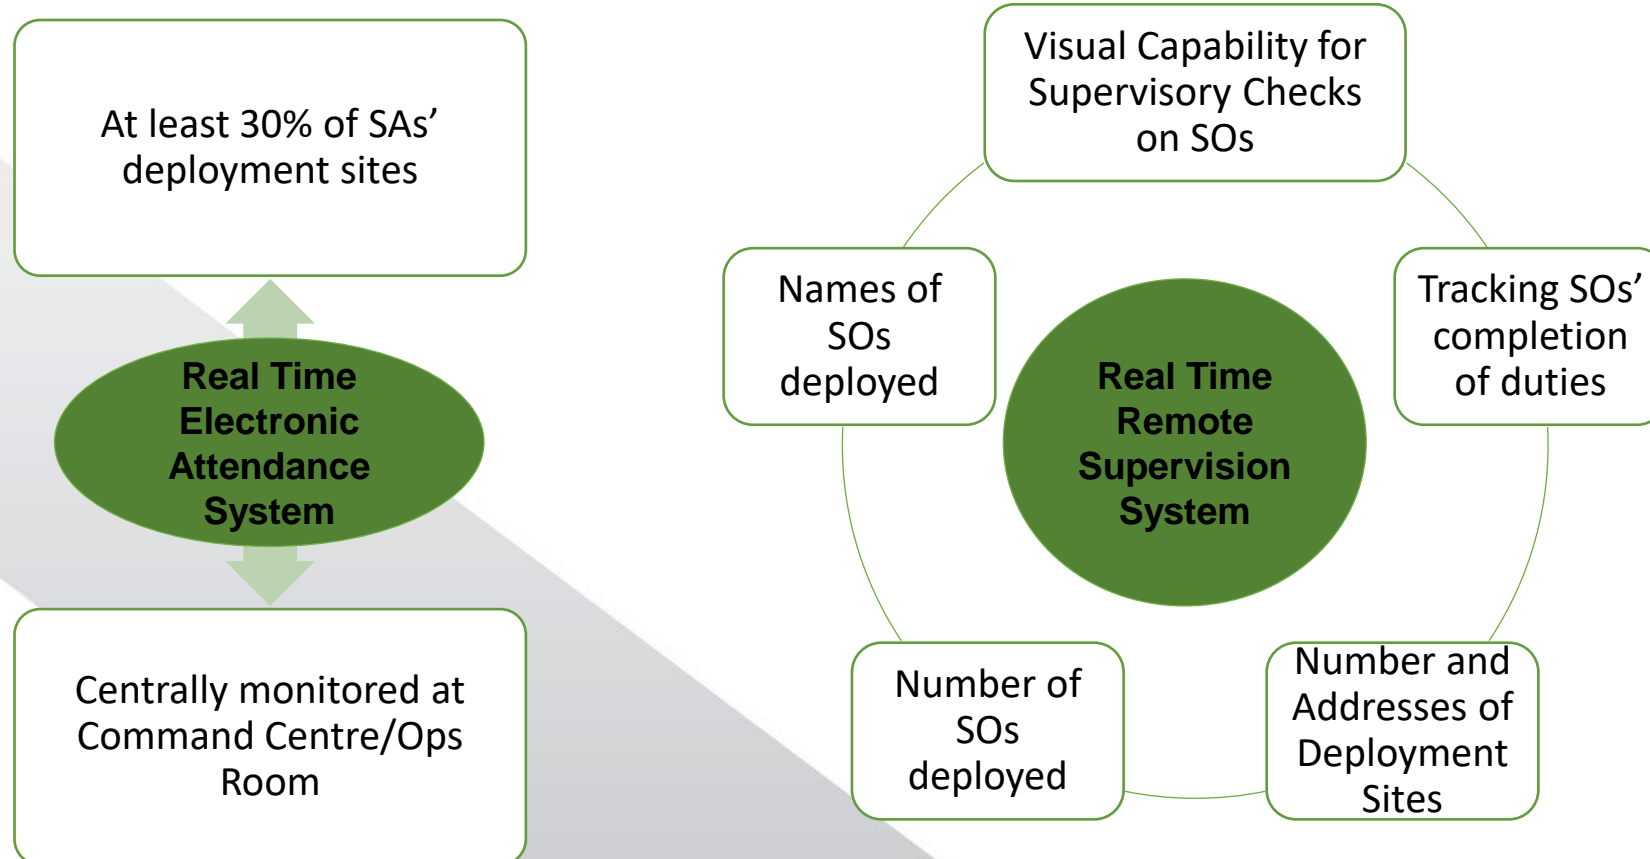 At least 30% of SAs’
deployment sites
Real Time
Electronic
Attendance
System
Centrally monitored at
Command Centre/Ops
Room
Visual Capability for
Supervisory Checks
on SOs
Names of
SOs
deployed
Real Time
Remote
Supervision
System
Tracking SOs’
completion
of duties
Number of
SOs
deployed
Number and
Addresses of
Deployment
Sites